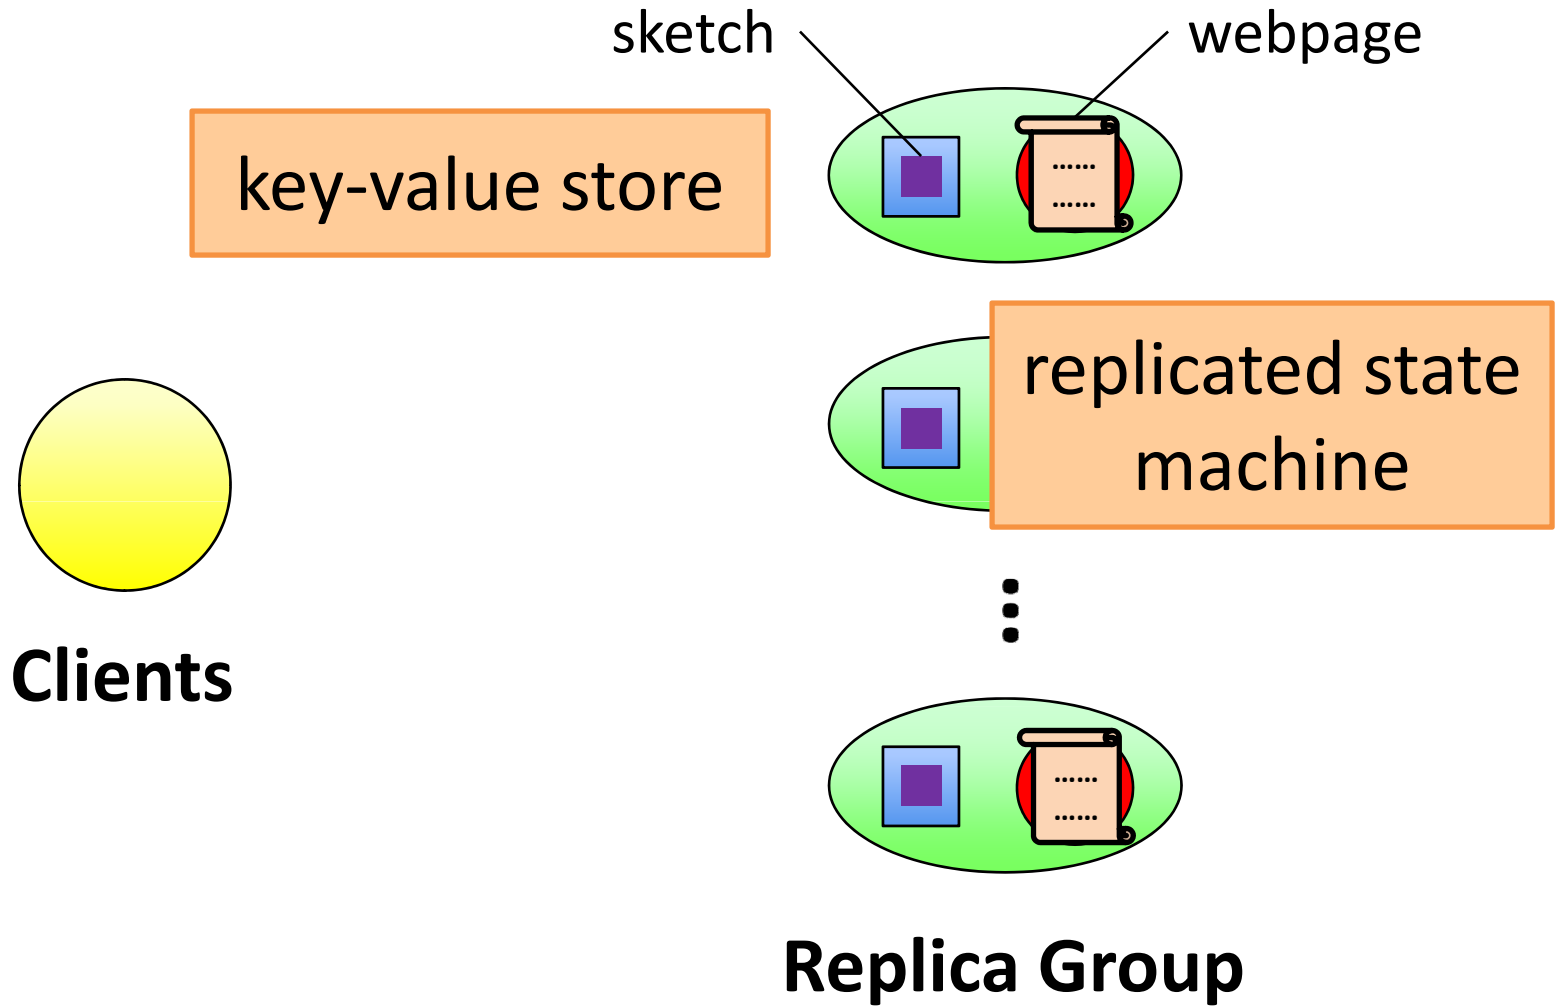 sketch
webpage
key-value store
......
......
replicated state
machine
Clients
......
......
Replica Group